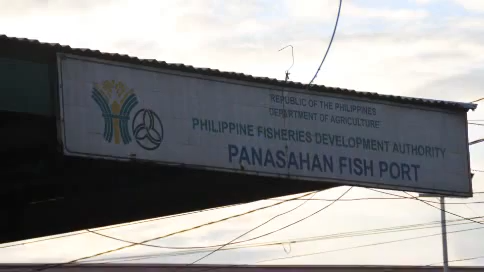 REPUBLIC OF THE PHILIPPINES
DEPARTMENT OF AGRICULTURE
PHILIPPINE FISHERIES DEVELOPMENT AUTHORITY
PANASAHAN FISH PORT